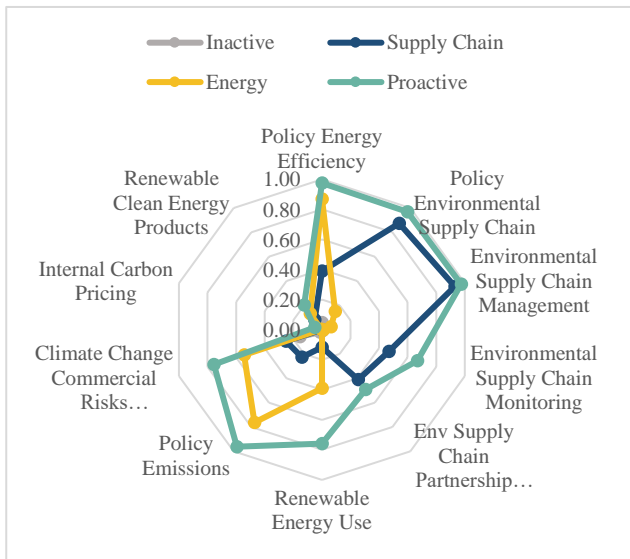 Inactive
Supply Chain
Energy
Proactive
Policy Energy
Efficiency
Policy
Environmental
Supply Chain
Environmental
Supply Chain
Management
Environmental
Supply Chain
Monitoring
Env Supply
Chain
Partnership…
Renewable
Energy Use
Policy
Emissions
Climate Change
Commercial
Risks…
Internal Carbon
Pricing
Renewable
Clean Energy
Products
1.00
0.80
0.60
0.40
0.20
0.00